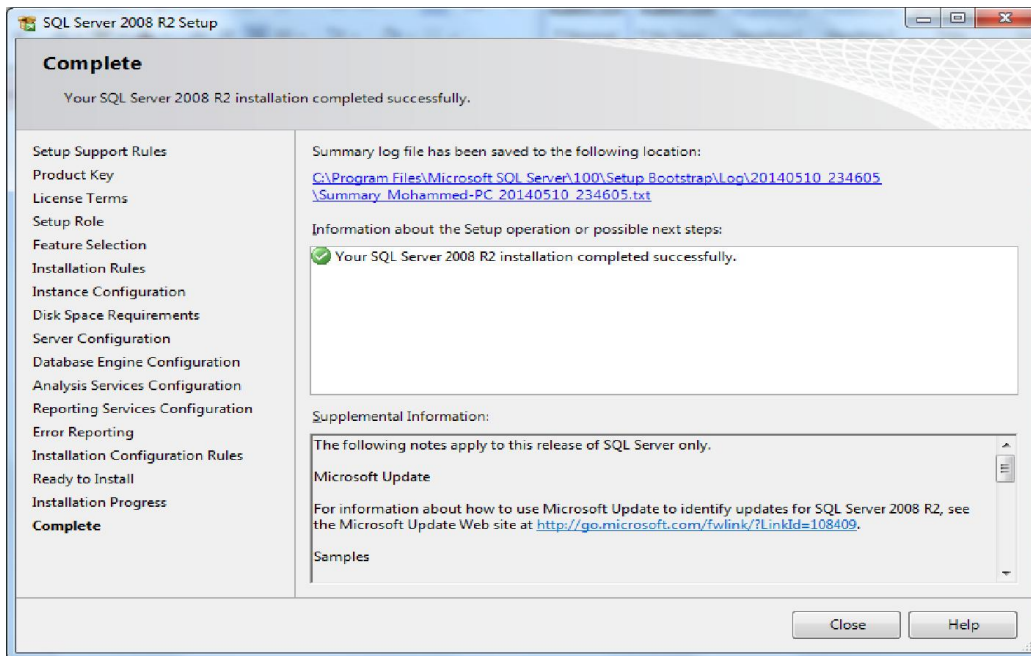 SQL Server 2008 R2 Setup
Complete
Your SQL Server 2008 R2 installation completed successfully.
Setup Support Rules
Product Key
License Terms
Setup Role
Feature Selection
Installation Rules
Instance Configuration
Disk Space Requirements
Server Configuration
Database Engine Configuration
Analysis Services Configuration
Reporting Services Configuration
Error Reporting
Installation Configuration Rules
Ready to Install
Installation Progress
Complete
Summary log file has been saved to the following location:
C:\Program Files\Microsoft SQL Server\100\Setup Bootstrap\Log\20140510_234605
\Summary_Mohammed-PC_20140510_234605.txt
Information about the Setup operation or possible next steps:
Your SQL Server 2008 R2 installation completed successfully.
Supplemental Information:
The following notes apply to this release of SQL Server only.
Microsoft Update
For information about how to use Microsoft Update to identify updates for SQL Server 2008 R2, see
the Microsoft Update Web site at http://go.microsoft.com/fwlink/?LinkId=108409.
Samples
Close
Help